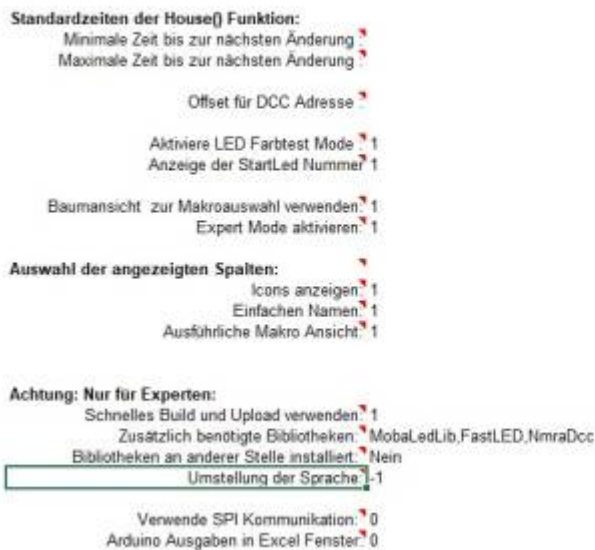 Standardzeiten der House() Funktion:
Minimale Zeit bis zur nächsten Änderung :
Maximale Zeit bis zur nächsten Änderung :
Offset für DCC Adresse :
Aktiviere LED Farbtest Mode : 1
Anzeige der StartLed Nummer 1
Baumansicht zur Makroauswahl verwenden: 1
Expert Mode aktivieren: 1
Auswahl der angezeigten Spalten:
Icons anzeigen: 1
Einfachen Namen: 1
Ausführliche Makro Ansicht: 1
Achtung: Nur für Experten:
Schnelles Build und Upload verwenden: 1
Zusätzlich benötigte Bibliotheken: MobaLedLib,FastLED,NmraDcc
Bibliotheken an anderer Stelle installiert: Nein
Umstellung der Sprache: -1
Verwende SPI Kommunikation: 0
Arduino Ausgaben in Excel Fenster: 0